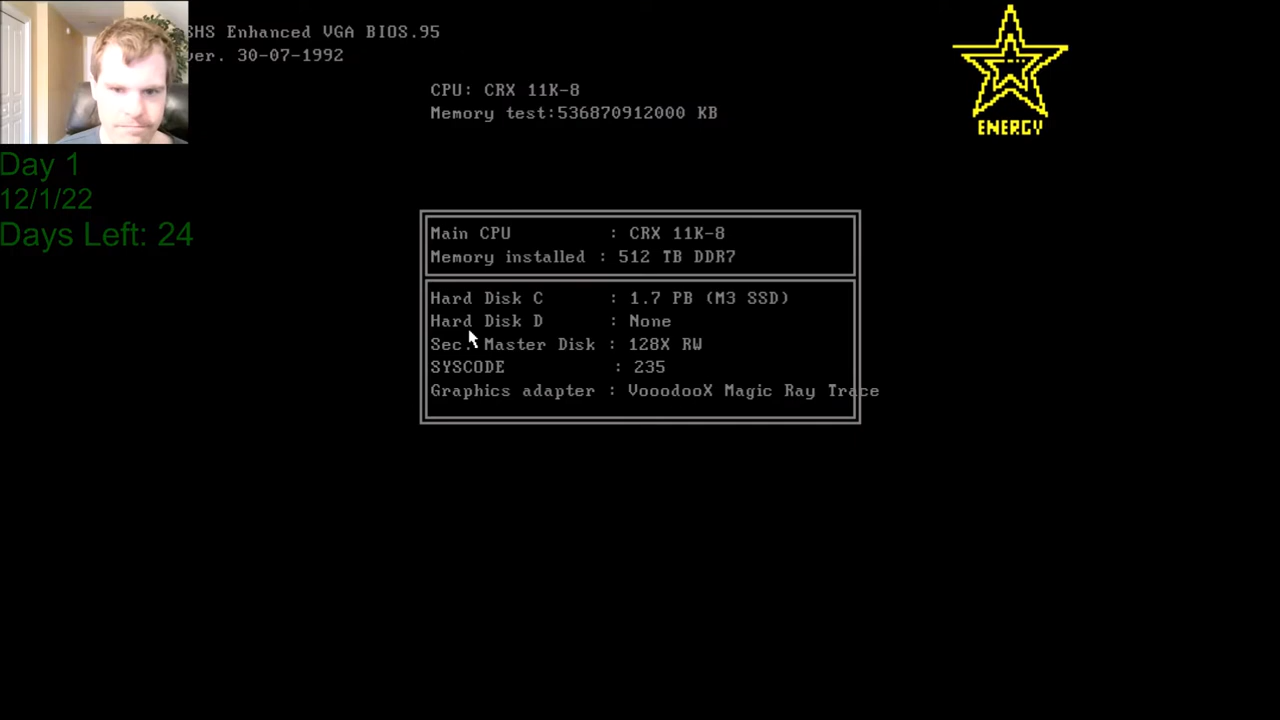 SHS Enhanced VGA BIOS.95
ver. 30-07-1992
CPU: CRX 11K-8
Memory test:536870912000 KB
ENERGY
Day 1
12/1/22
Days Left: 24
Main CPU : CRX 11K-8
Memory installed : 512 TB DDR7
Hard Disk C : 1.7 PB (M3 SSD)
Hard Disk D : None
Sec. Master Disk : 128X RW
SYSCODE : 235
Graphics adapter : VooodooX Magic Ray Trace